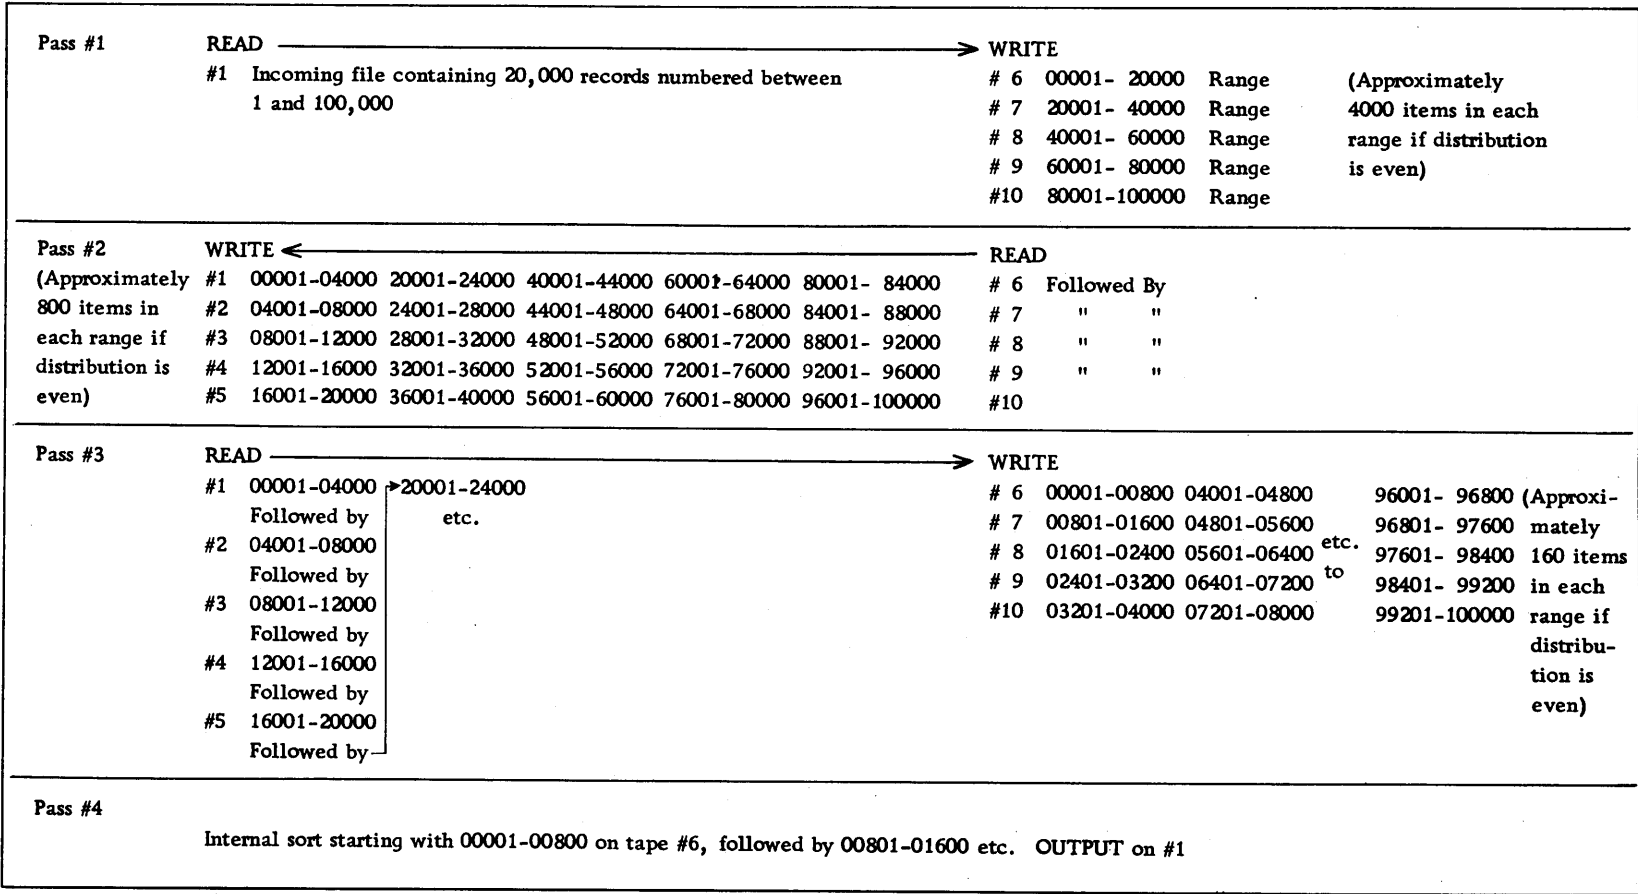 Pass #1 READ WRITE
#1 Incoming file containing 20,000 records numbered between
1 and 100,000
# 6 00001- 20000 Range (Approximately
# 7 20001- 40000 Range 4000 items in each
# 8 40001- 60000 Range range if distribution
# 9 60001- 80000 Range is even)
#10 80001-100000 Range
Pass #2 WRITE READ
(Approximately #1 00001-04000 20001-24000 40001-44000 60001-64000 80001- 84000 # 6 Followed By
800 items in #2 04001-08000 24001-28000 44001-48000 64001-68000 84001- 88000 # 7 " "
each range if #3 08001-12000 28001-32000 48001-52000 68001-72000 88001- 92000 # 8 " "
distribution is #4 12001-16000 32001-36000 52001-56000 72001-76000 92001- 96000 # 9 " "
even) #5 16001-20000 36001-40000 56001-60000 76001-80000 96001-100000 #10
Pass #3 READ WRITE
#1 00001-04000 20001-24000
Followed by etc.
#2 04001-08000
Followed by
#3 08001-12000
Followed by
#4 12001-16000
Followed by
#5 16001-20000
Followed by
# 6 00001-00800 04001-04800 96001- 96800 (Approxi-
# 7 00801-01600 04801-05600 96801- 97600 mately
# 8 01601-02400 05601-06400 etc. 97601- 98400 160 items
# 9 02401-03200 06401-07200 to 98401- 99200 in each
#10 03201-04000 07201-08000 99201-100000 range if
distribu-
tion is
even)
Pass #4
Internal sort starting with 00001-00800 on tape #6, followed by 00801-01600 etc. OUTPUT on #1